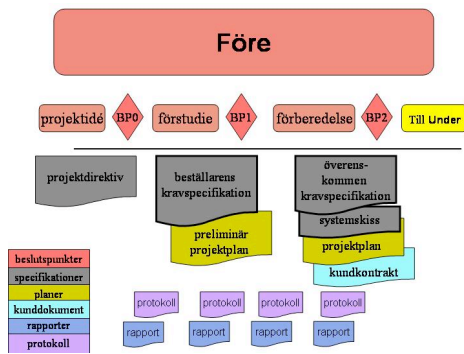 Före
projektidé
BP0
förstudie
BP1
förberedelse
BP2
Till Under
projektdirektiv
beställarens
kravspecifikation
preliminär
projektplan
överens-
kommen
kravspecifikation
systemskiss
projektplan
kundkontrakt
beslutspunkter
specifikationer
planer
kunddokument
rapporter
protokoll
protokoll
protokoll
protokoll
protokoll
rapport
rapport
rapport
rapport